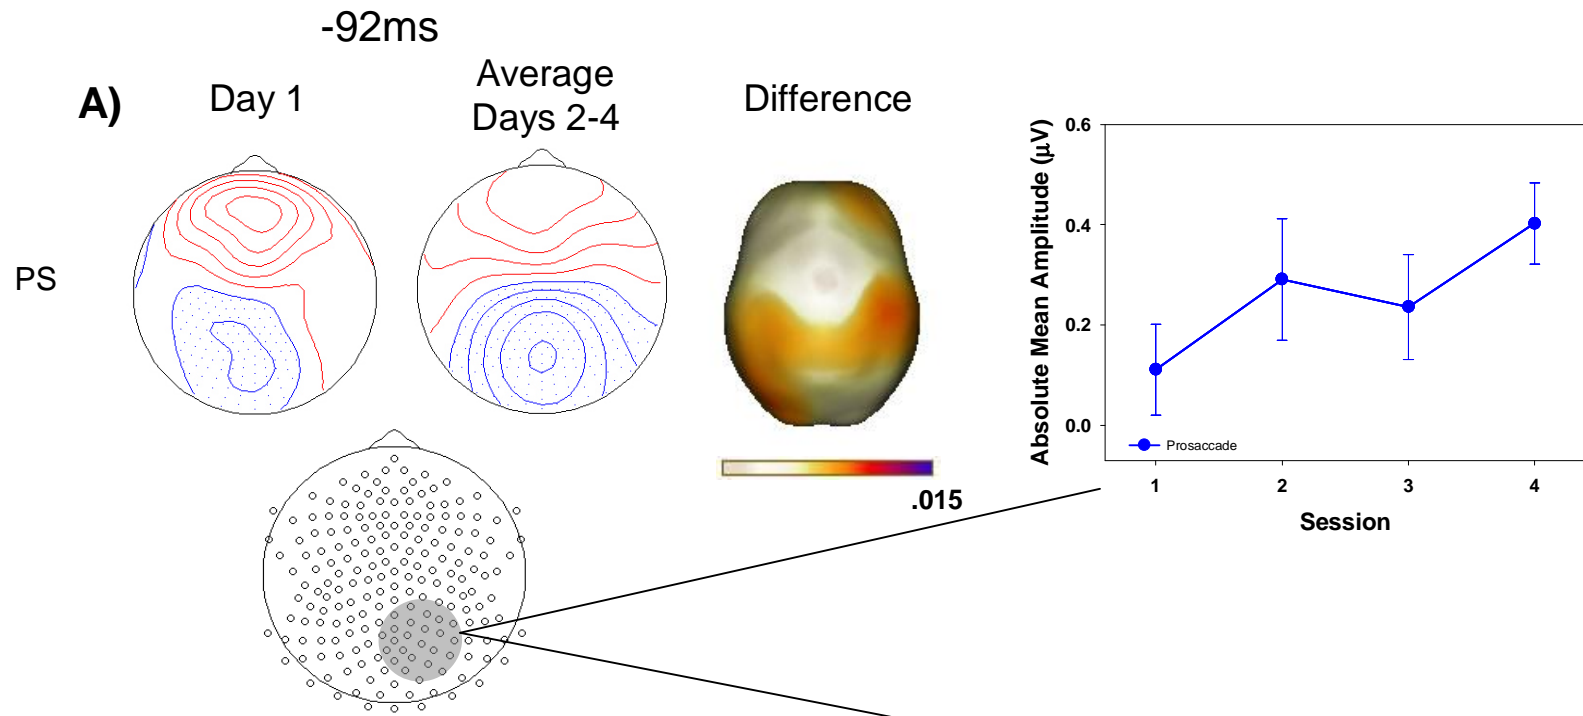 -92ms
A)
Day 1
Average
Days 2-4
Difference
PS
.015
Absolute Mean Amplitude (μV)
0.6
0.4
0.2
0.0
Prosaccade
1
2
3
4
Session